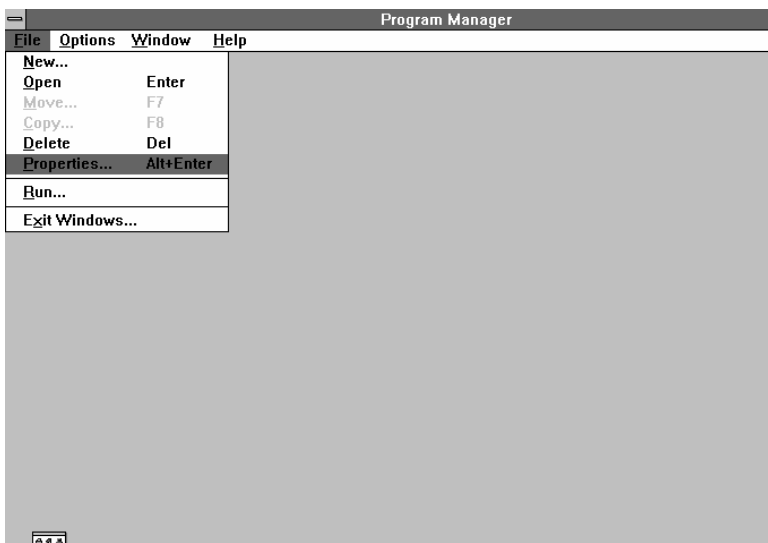 Program Manager
File Options Window Help
New...
Open Enter
Move... F7
Copy... F8
Delete Del
Properties... Alt+Enter
Run...
Exit Windows...